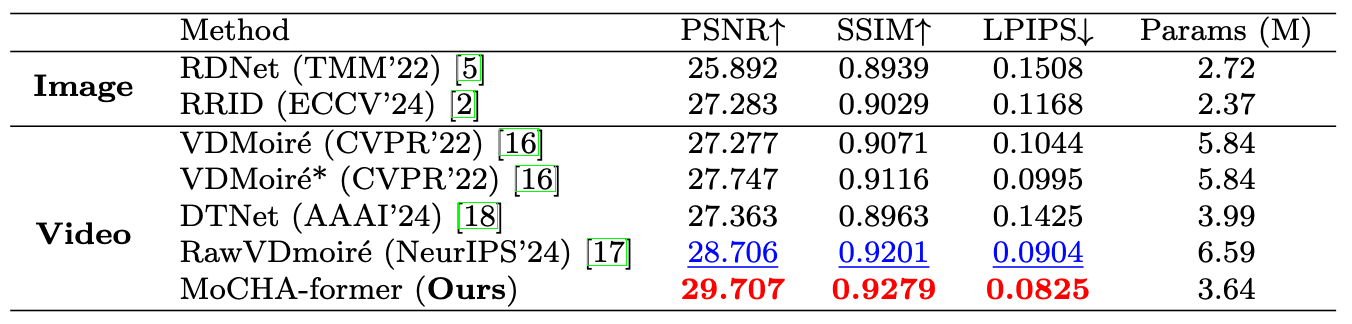 Method PSNR↑ SSIM↑ LPIPS↓ Params (M)
Image
RDNet (TMM'22) [5] 25.892 0.8939 0.1508 2.72
RRID (ECCV'24) [2] 27.283 0.9029 0.1168 2.37
Video
VDMoiré (CVPR'22) [16] 27.277 0.9071 0.1044 5.84
VDMoiré* (CVPR'22) [16] 27.747 0.9116 0.0995 5.84
DTNet (AAAI'24) [18] 27.363 0.8963 0.1425 3.99
RawVDmoiré (NeurIPS'24) [17] 28.706 0.9201 0.0904 6.59
MoCHA-former (Ours) 29.707 0.9279 0.0825 3.64